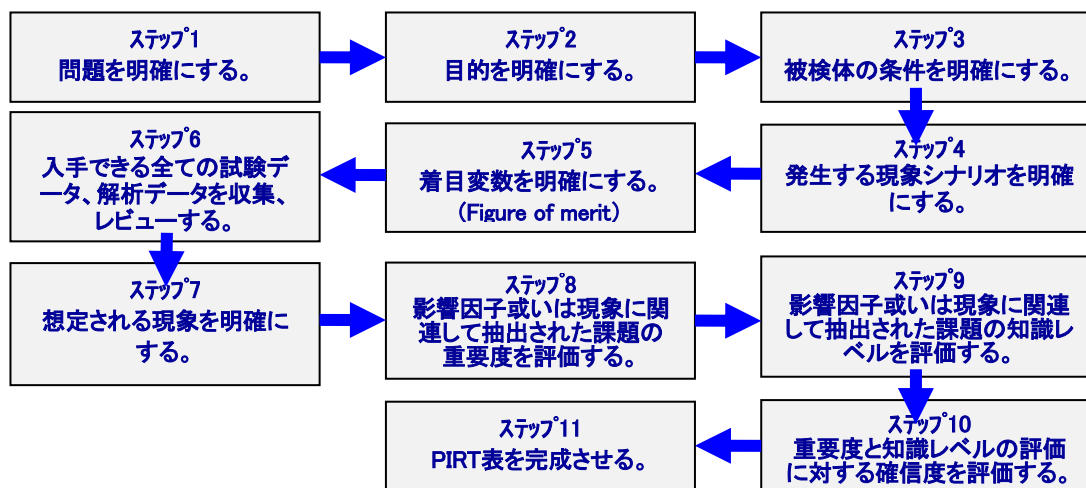 ｽﾃｯﾌﾟ1
問題を明確にする。
ｽﾃｯﾌﾟ2
目的を明確にする。
ｽﾃｯﾌﾟ3
被検体の条件を明確にする。
ｽﾃｯﾌﾟ4
発生する現象シナリオを明確
にする。
ｽﾃｯﾌﾟ5
着目変数を明確にする。
(Figure of merit)
ｽﾃｯﾌﾟ6
入手できる全ての試験デ
ータ、解析データを収集、
レビューする。
ｽﾃｯﾌﾟ7
想定される現象を明確に
する。
ｽﾃｯﾌﾟ8
影響因子或いは現象に関
連して抽出された課題の
重要度を評価する。
ｽﾃｯﾌﾟ9
影響因子或いは現象に関連
して抽出された課題の知識レ
ベルを評価する。
ｽﾃｯﾌﾟ10
重要度と知識レベルの評価
に対する確信度を評価する。
ｽﾃｯﾌﾟ11
PIRT表を完成させる。